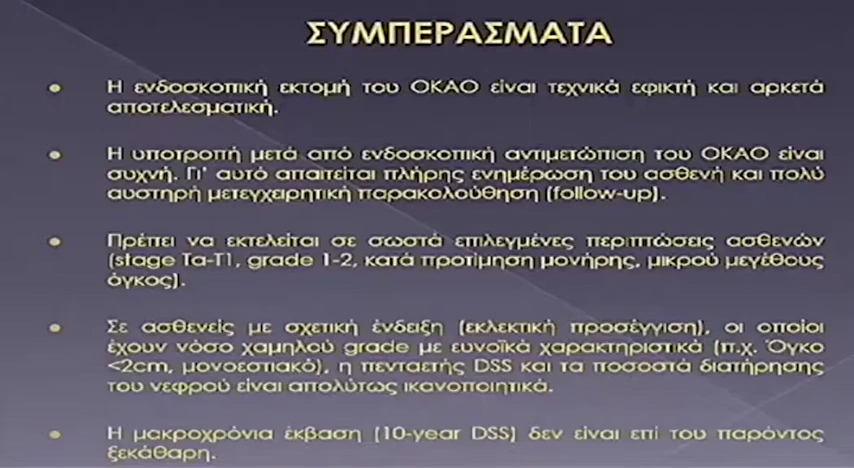 ΣΥΜΠΕΡΑΣΜΑΤΑ
• Η ενδοσκοπική εκτομή του ΟΚΑΟ είναι τεχνικά εφικτή και αρκετά
αποτελεσματική.
• Η υποτροπή μετά από ενδοσκοπική αντιμετώπιση του ΟΚΑΟ είναι
συχνή. Γι' αυτό απαιτείται πλήρης ενημέρωση του ασθενή και πολύ
αυστηρή μετεγχειρητική παρακολούθηση (follow-up).
• Πρέπει να εκτελείται σε σωστά επιλεγμένες περιπτώσεις ασθενών
(stage Ta-T1, grade 1-2, κατά προτίμηση μονήρης, μικρού μεγέθους
όγκος).
• Σε ασθενείς με σχετική ένδειξη (εκλεκτική προσέγγιση), οι οποίοι
έχουν νόσο χαμηλού grade με ευνοϊκά χαρακτηριστικά (π.χ. Όγκο
<2cm, μονοεστιακό), η πενταετής DSS και τα ποσοστά διατήρησης
του νεφρού είναι απολύτως ικανοποιητικά.
• Η μακροχρόνια έκβαση (10-year DSS) δεν είναι επί του παρόντος
ξεκάθαρη.